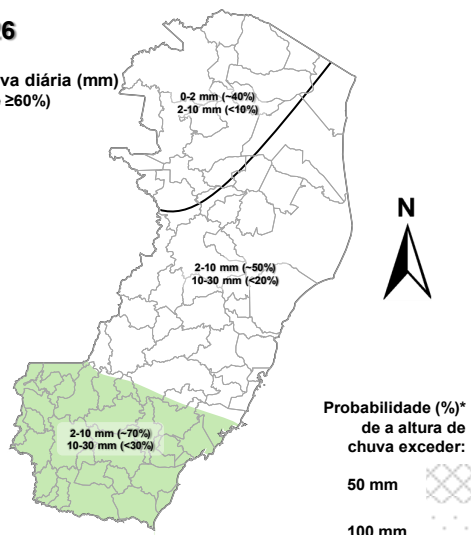 26
va diária (mm)
≥60%)
0-2 mm (~40%)
2-10 mm (<10%)
N
2-10 mm (~50%)
10-30 mm (<20%)
2-10 mm (~70%)
10-30 mm (<30%)
Probabilidade (%)*
de a altura de
chuva exceder:
50 mm
100 mm